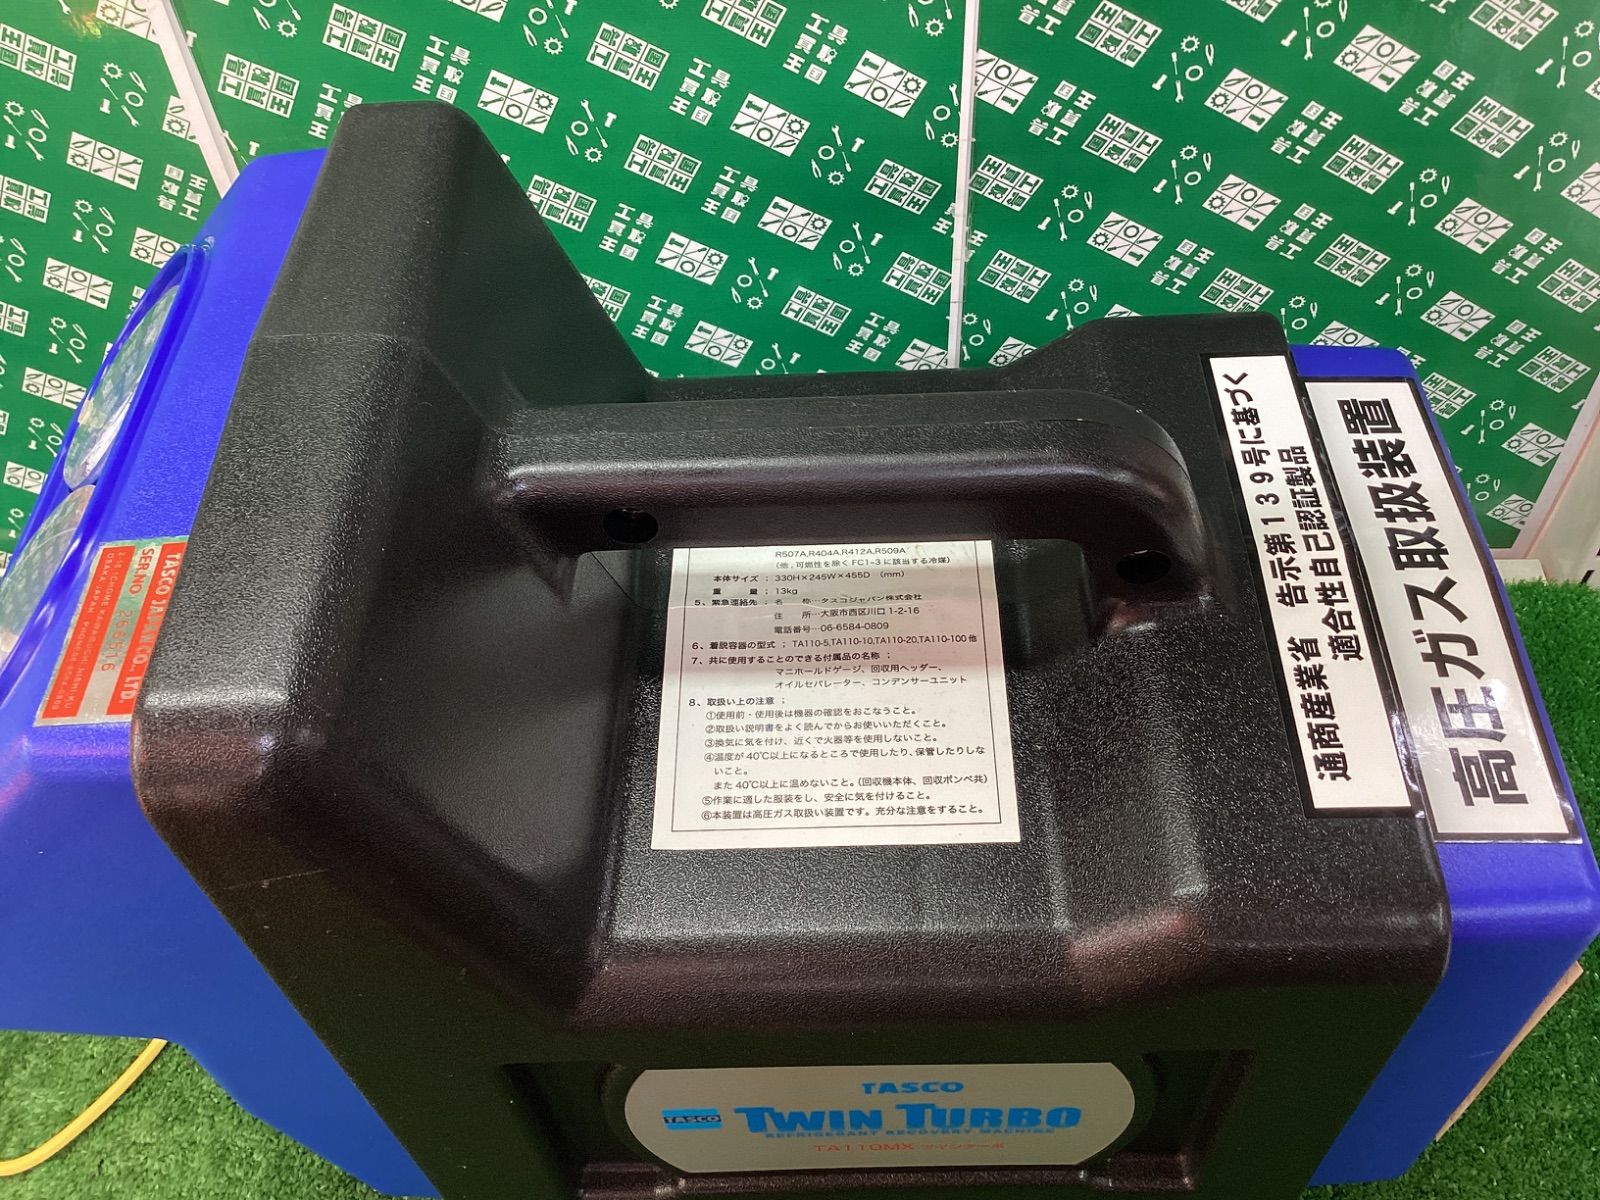 R507A,R404A,R412A,R509A
(他,可燃性を除くFC1-3に該当する冷媒)
本体サイズ ; 330H×245W×455D (mm)
重 量 ; 13kg
5、緊急連絡先 ; 名 称…タスコジャパン株式会社
住 所…大阪市西区川口1-2-16
電話番号…06-6584-0809
6、着脱容器の型式 ; TA110-5,TA110-10,TA110-20,TA110-100他
7、共に使用することのできる付属品の名称 ;
マニホールドゲージ、回収用ヘッダー、
オイルセパレーター、コンデンサーユニット
8、取扱い上の注意 ;
①使用前・使用後は機器の確認をおこなうこと。
②取扱い説明書をよく読んでからお使いいただくこと。
③換気に気を付け、近くで火器等を使用しないこと。
④温度が40℃以上になるところで使用したり、保管したりしな
いこと。
また40℃以上に温めないこと。(回収機本体、回収ボンベ共)
⑤作業に適した服装をし、安全に気を付けること。
⑥本装置は高圧ガス取扱い装置です。充分な注意をすること。
通商産業省 告示第139号に基づく
適合性自己認証製品
高圧ガス取扱装置
TASCO JAPAN CO., LTD.
SER.NO. 256516
TASCO
TASCO TWIN TURBO
REFRIGERANT RECOVERY MACHINE
TA110MX ツインターボ
工具買取王国